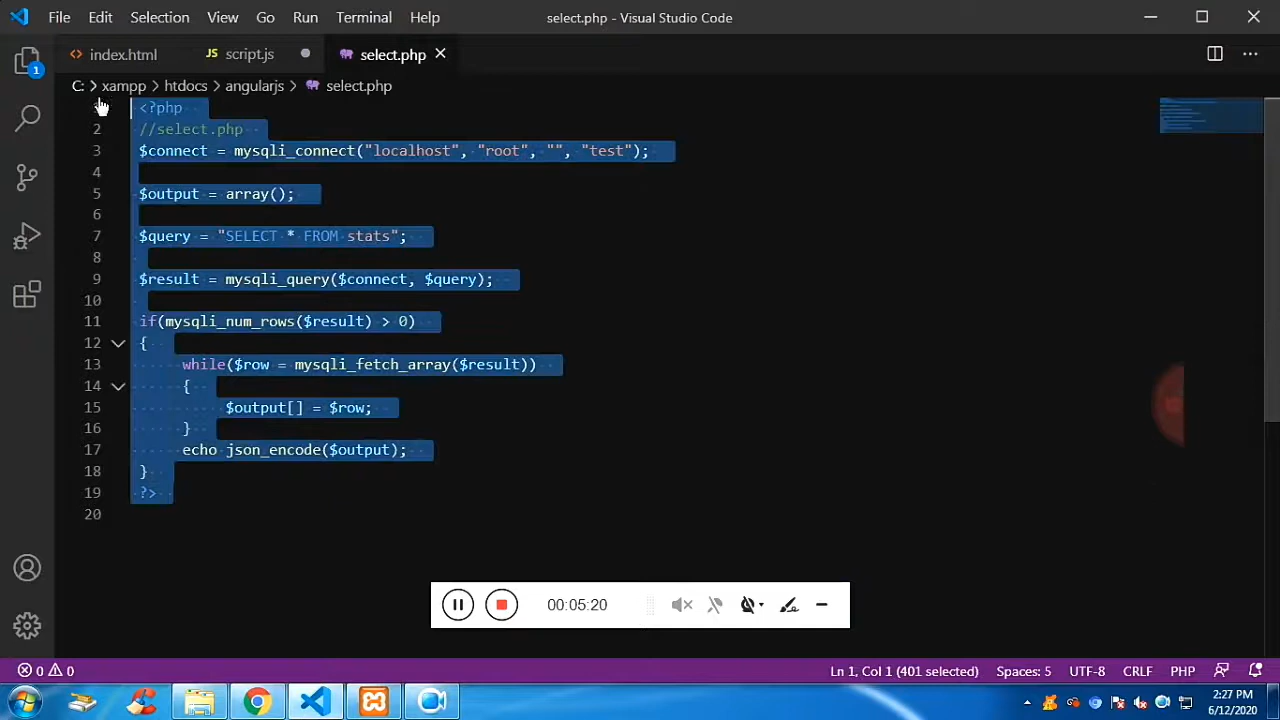 File Edit Selection View Go Run Terminal Help select.php - Visual Studio Code
index.html JS script.js select.php
C: xampp htdocs angularjs select.php
<?php
2 //select.php
3 $connect = mysqli_connect("localhost", "root", "", "test");
4
5 $output = array();
6
7 $query = "SELECT * FROM stats";
8
9 $result = mysqli_query($connect, $query);
10
11 if(mysqli_num_rows($result) > 0)
12 {
13 while($row = mysqli_fetch_array($result))
14 {
15 $output[] = $row;
16 }
17 echo json_encode($output);
18 }
19 ?>
20
1
00:05:20
0 0 Ln 1, Col 1 (401 selected) Spaces: 5 UTF-8 CRLF PHP
2:27 PM
6/12/2020